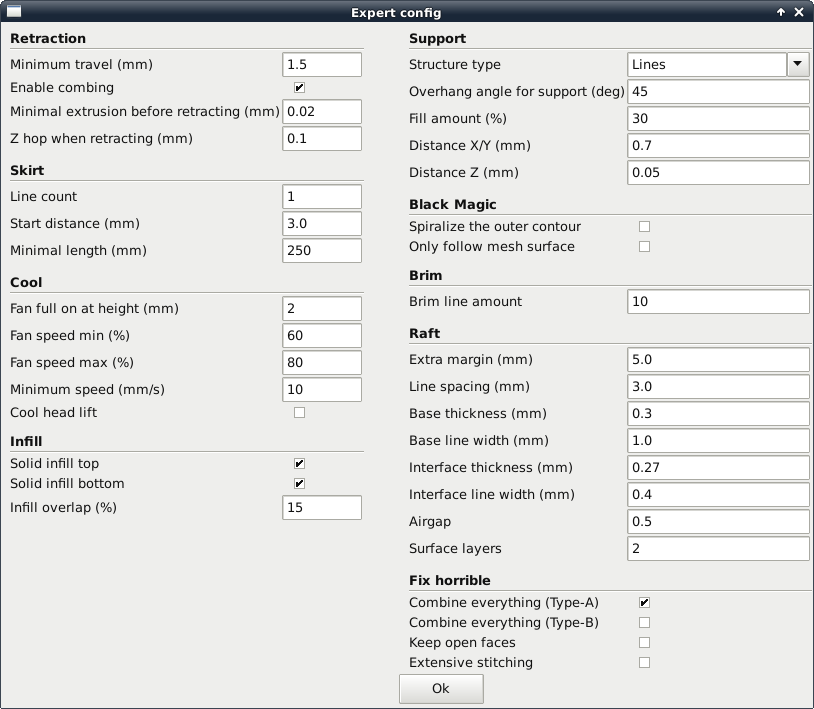 Expert config
Retraction
Minimum travel (mm) 1.5
Enable combing
Minimal extrusion before retracting (mm) 0.02
Z hop when retracting (mm) 0.1
Skirt
Line count 1
Start distance (mm) 3.0
Minimal length (mm) 250
Cool
Fan full on at height (mm) 2
Fan speed min (%) 60
Fan speed max (%) 80
Minimum speed (mm/s) 10
Cool head lift
Infill
Solid infill top
Solid infill bottom
Infill overlap (%) 15
Support
Structure type Lines
Overhang angle for support (deg) 45
Fill amount (%) 30
Distance X/Y (mm) 0.7
Distance Z (mm) 0.05
Black Magic
Spiralize the outer contour
Only follow mesh surface
Brim
Brim line amount 10
Raft
Extra margin (mm) 5.0
Line spacing (mm) 3.0
Base thickness (mm) 0.3
Base line width (mm) 1.0
Interface thickness (mm) 0.27
Interface line width (mm) 0.4
Airgap 0.5
Surface layers 2
Fix horrible
Combine everything (Type-A)
Combine everything (Type-B)
Keep open faces
Extensive stitching
Ok